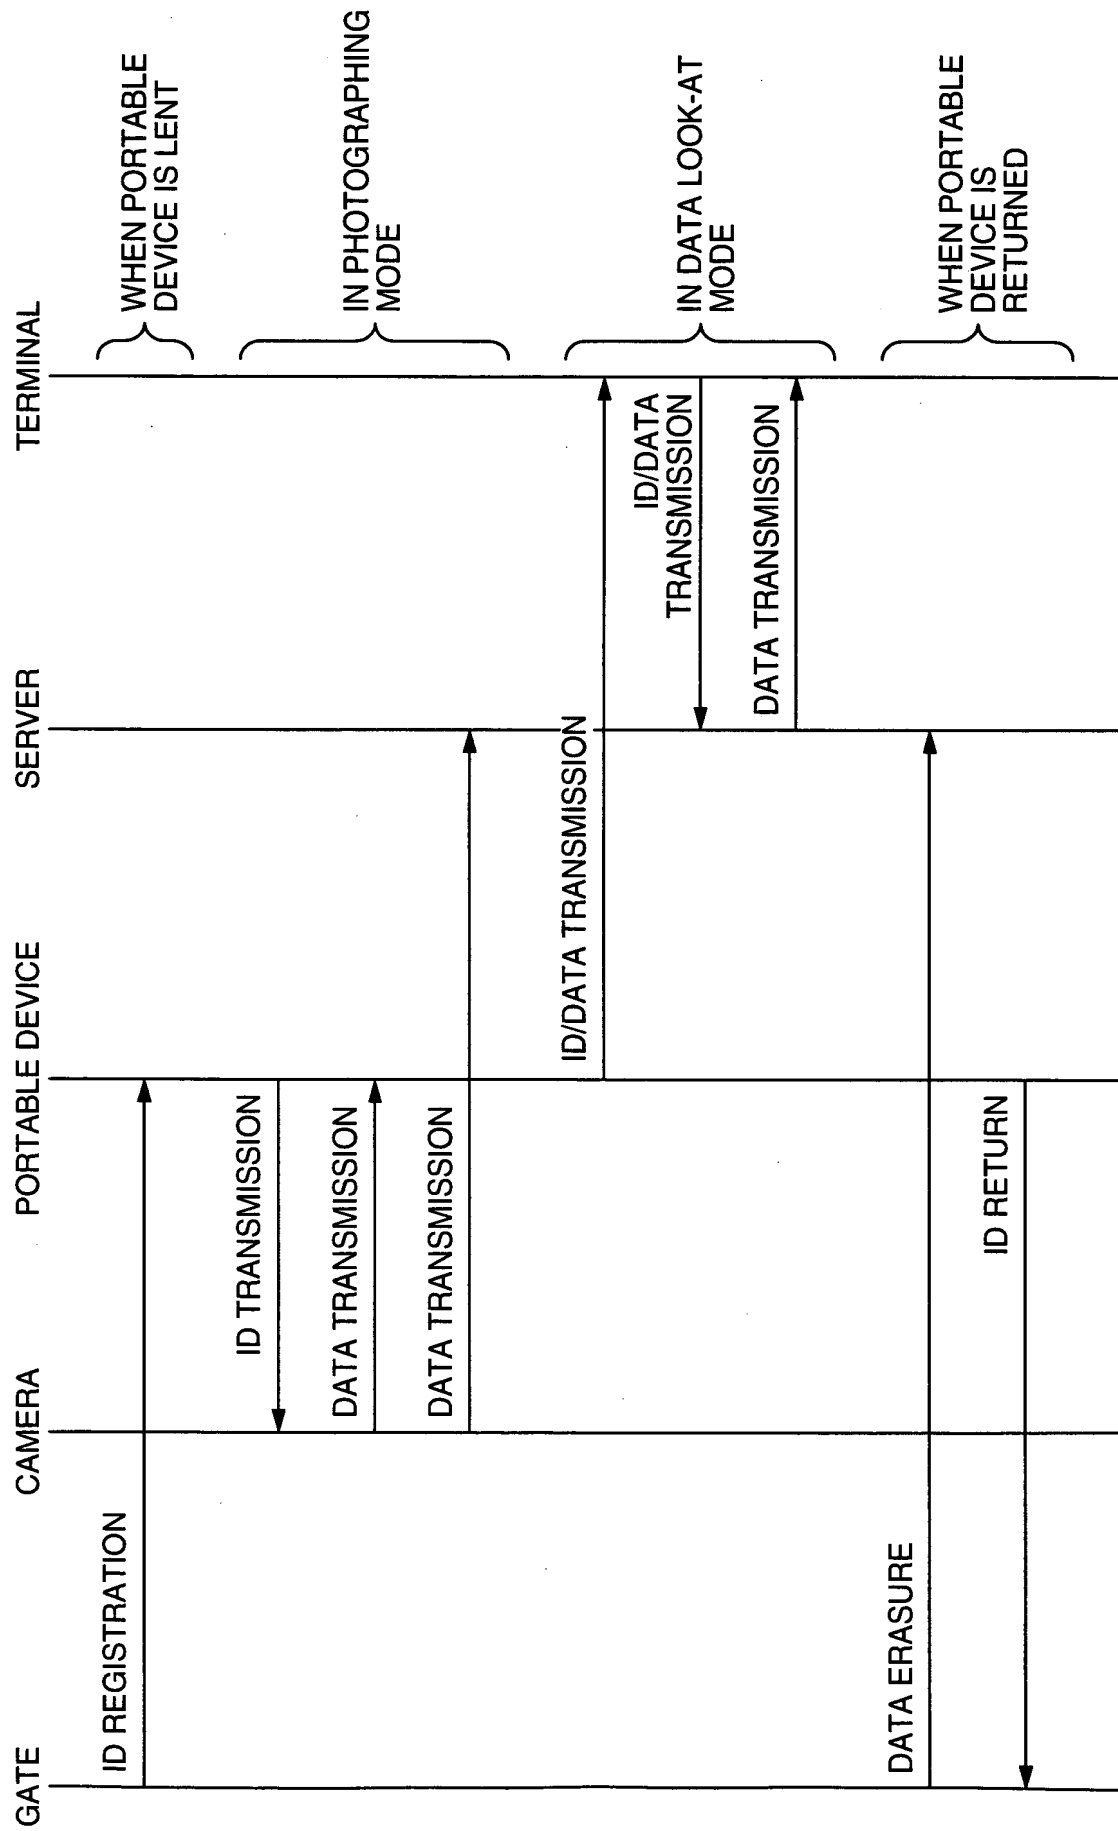 GATE
CAMERA
PORTABLE DEVICE
SERVER
TERMINAL
ID REGISTRATION
WHEN PORTABLE
DEVICE IS LENT
ID TRANSMISSION
DATA TRANSMISSION
DATA TRANSMISSION
IN PHOTOGRAPHING
MODE
ID/DATA TRANSMISSION
ID/DATA
TRANSMISSION
DATA TRANSMISSION
IN DATA LOOK-AT
MODE
DATA ERASURE
ID RETURN
WHEN PORTABLE
DEVICE IS
RETURNED